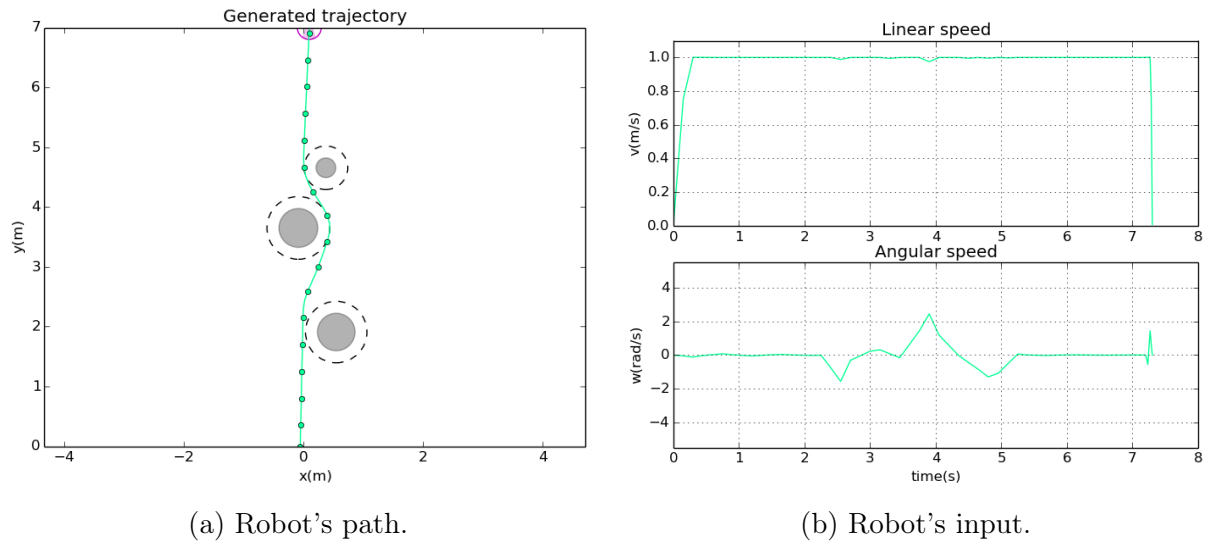 Generated trajectory
7
6
5
4
3
2
1
0
y(m)
−4
−2
0
2
4
x(m)
(a) Robot's path.
Linear speed
1.0
0.8
0.6
0.4
0.2
0.0
v(m/s)
0 1 2 3 4 5 6 7 8
Angular speed
4
2
0
−2
−4
w(rad/s)
0 1 2 3 4 5 6 7 8
time(s)
(b) Robot's input.